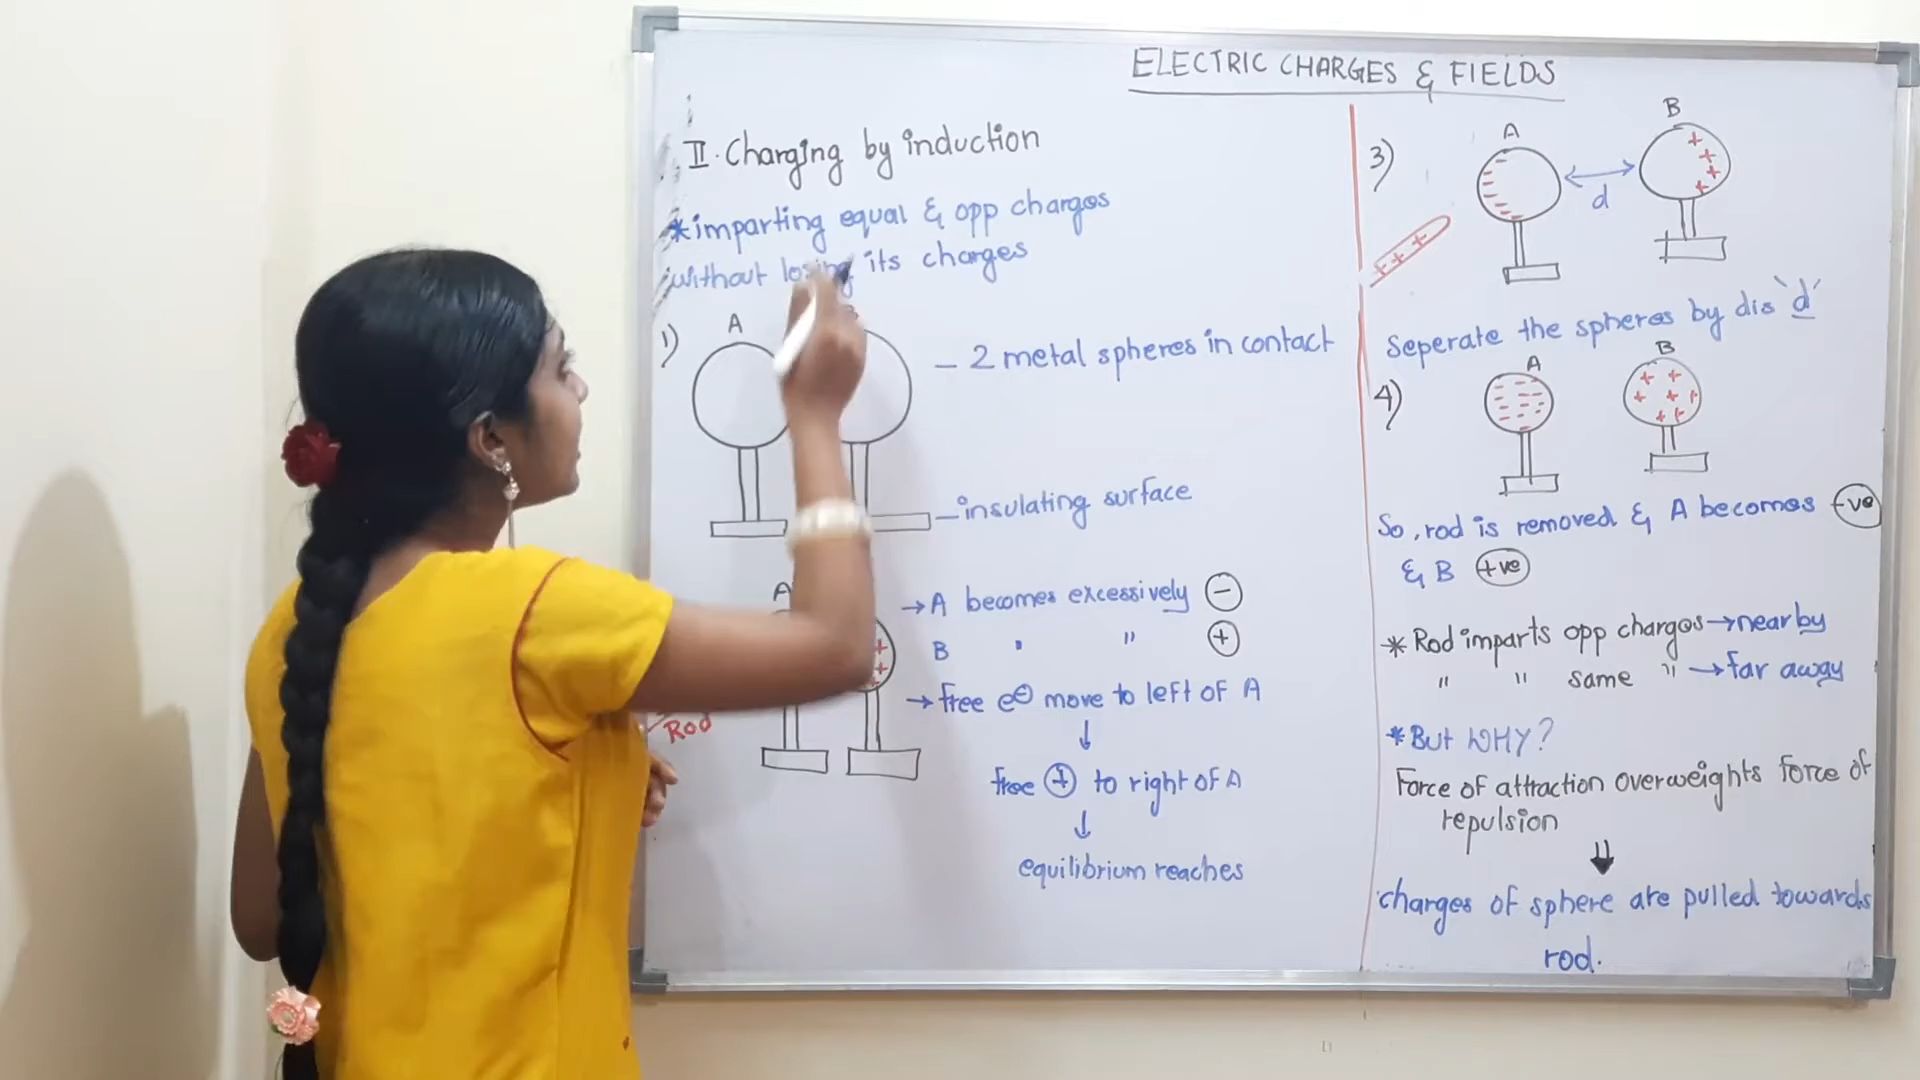 ELECTRIC CHARGES & FIELDS
II. Charging by induction
*imparting equal & opp charges
without losing its charges
1)
A
- 2 metal spheres in contact
- insulating surface
A
Rod
→ A becomes excessively ⊖
B " " ⊕
→ free e⊖ move to left of A
↓
free ⊕ to right of A
↓
equilibrium reaches
3)
A
B
d
+++
Seperate the spheres by dis 'd'
4)
A
B
So, rod is removed & A becomes -ve
& B +ve
* Rod imparts opp charges → nearby
" " same " → far away
* But WHY?
Force of attraction overweights force of
repulsion
⇓
charges of sphere are pulled towards
rod.